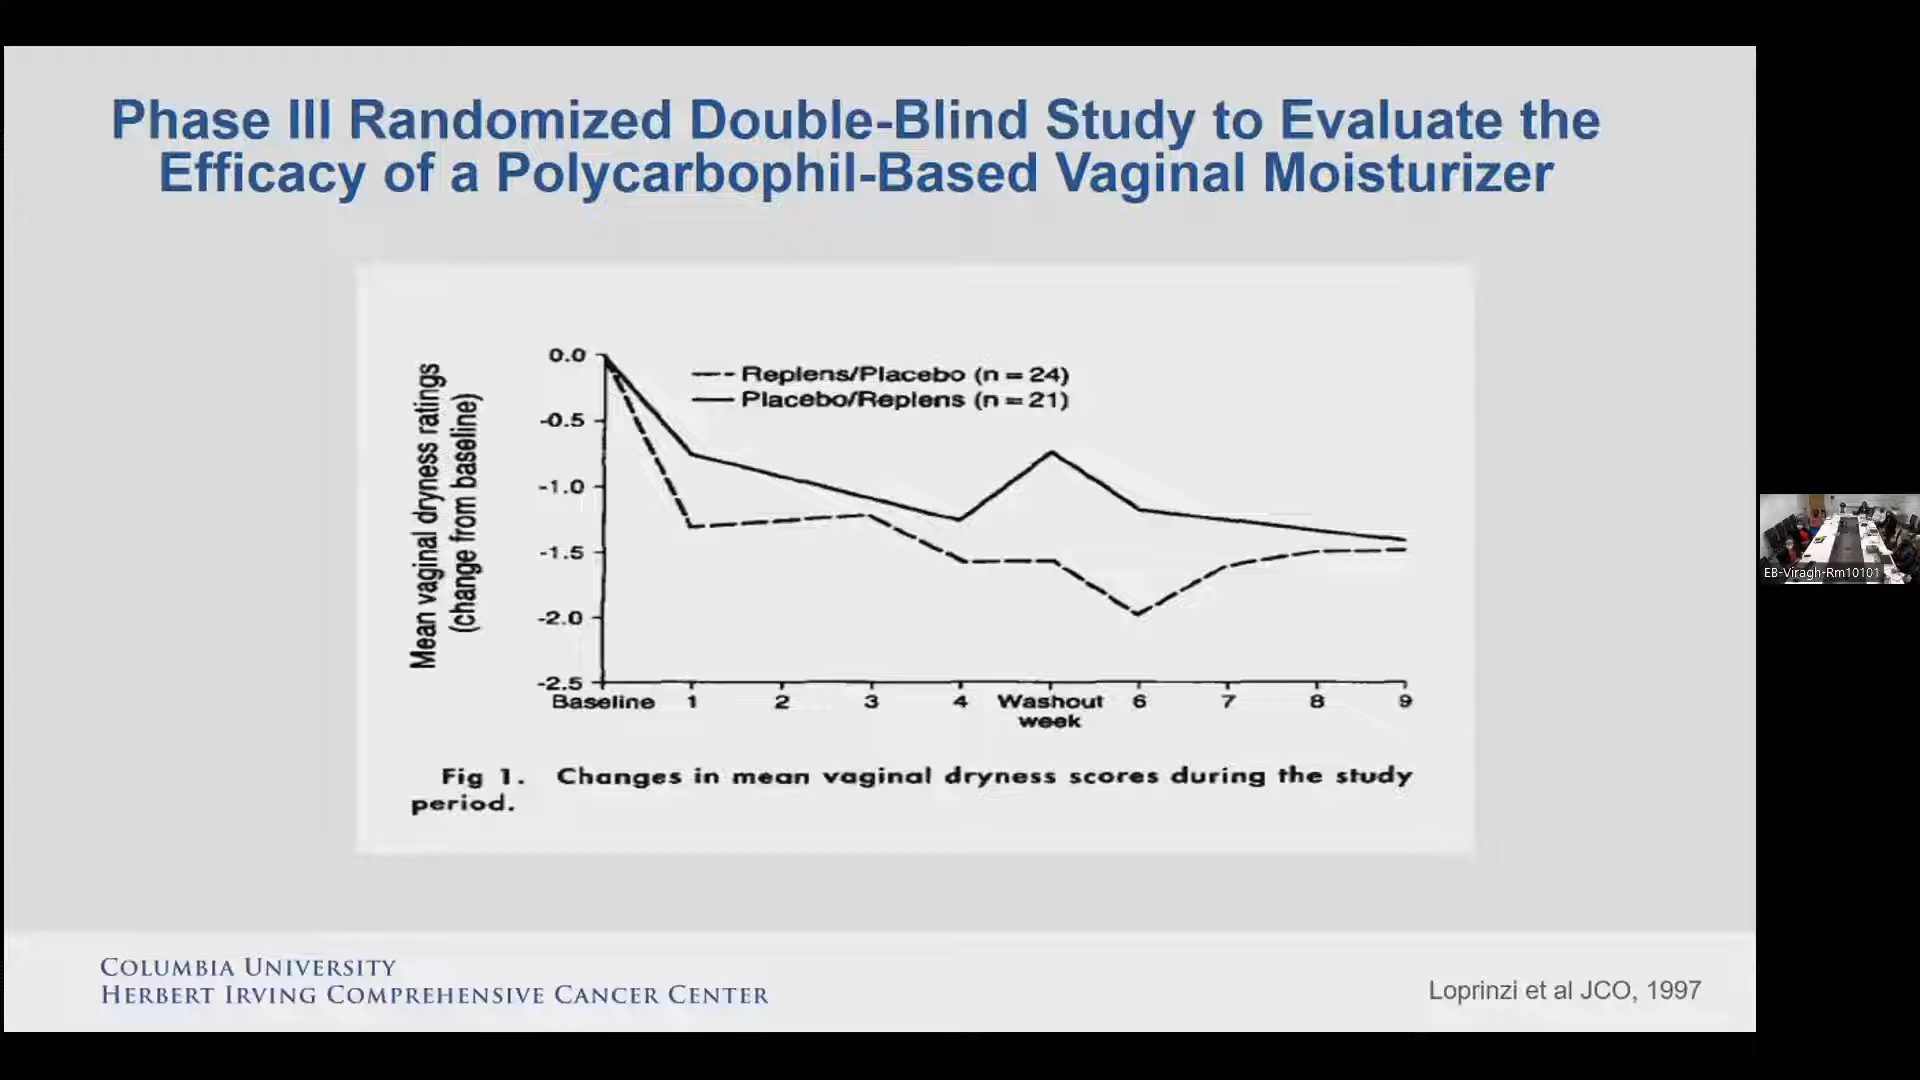 Phase III Randomized Double-Blind Study to Evaluate the
Efficacy of a Polycarbophil-Based Vaginal Moisturizer
Mean vaginal dryness ratings
(change from baseline)
0.0
-0.5
-1.0
-1.5
-2.0
-2.5
Replens/Placebo (n = 24)
Placebo/Replens (n = 21)
Baseline 1 2 3 4 Washout 6 7 8 9
week
Fig 1. Changes in mean vaginal dryness scores during the study
period.
EB-Viragh-Rm10101
COLUMBIA UNIVERSITY
HERBERT IRVING COMPREHENSIVE CANCER CENTER
Loprinzi et al JCO, 1997